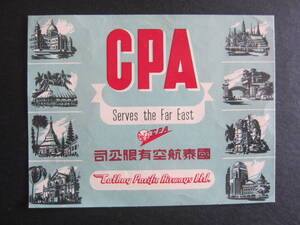 CPA
Serves the Far East
國泰航空有限公司
Cathay Pacific Airways Ltd.